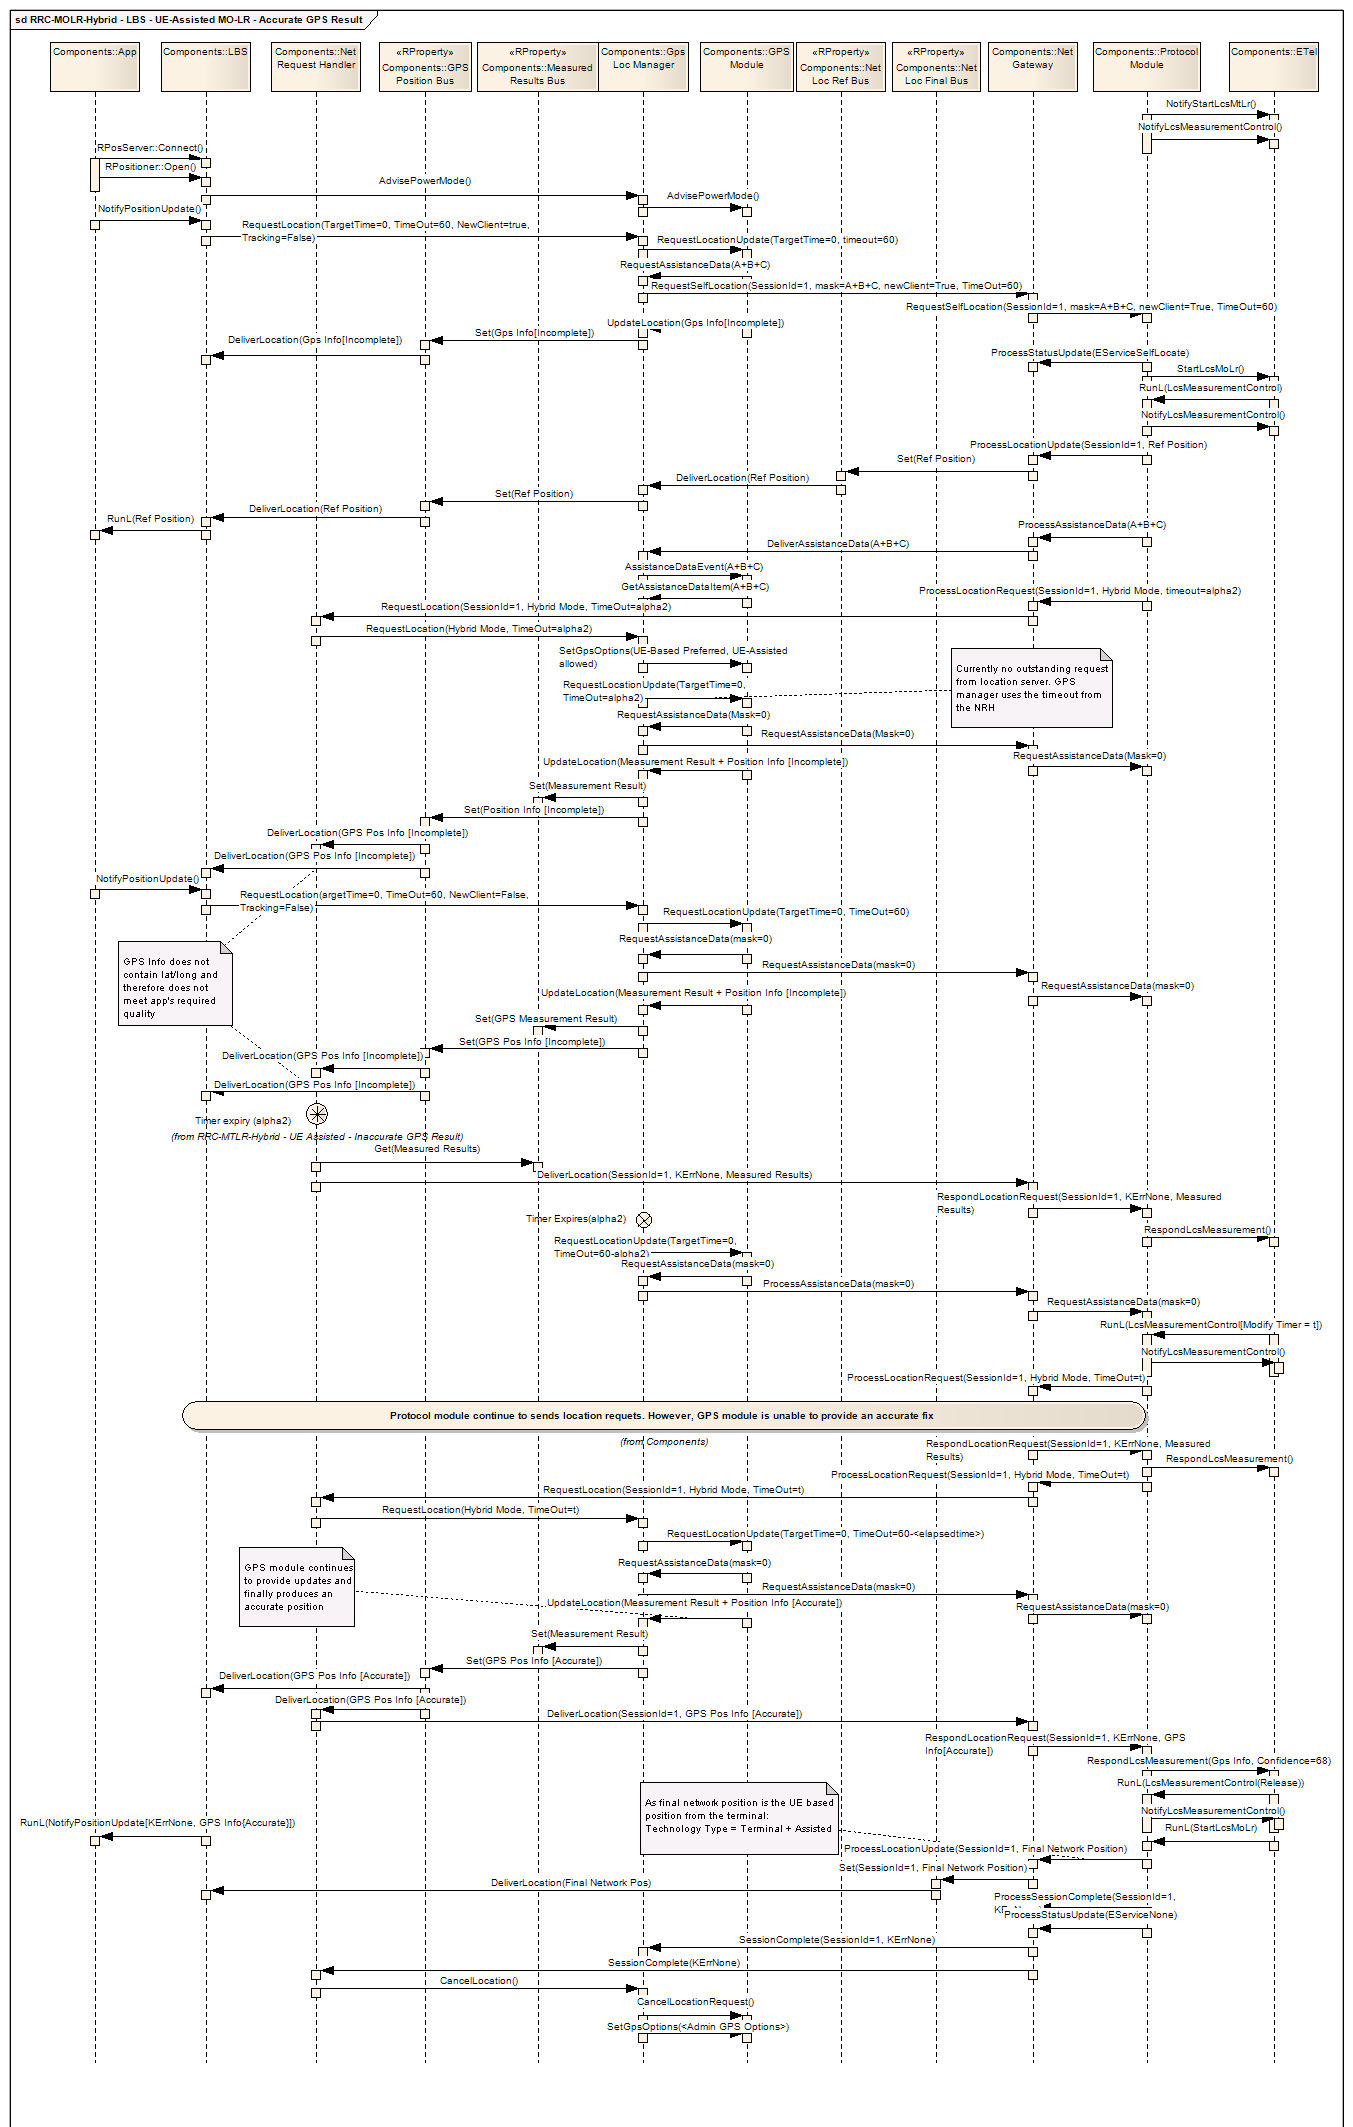 sd RRC-MOLR-Hybrid - LBS - UE-Assisted MO-LR - Accurate GPS Result
Components::App
Components::LBS
Components::Net
Request Handler
«RProperty»
Components::GPS
Position Bus
«RProperty»
Components::Measured
Results Bus
Components::Gps
Loc Manager
Components::GPS
Module
«RProperty»
Components::Net
Loc Ref Bus
«RProperty»
Components::Net
Loc Final Bus
Components::Net
Gateway
Components::Protocol
Module
Components::ETel
NotifyStartLcsMtLr()
NotifyLcsMeasurementControl()
RPosServer::Connect()
RPositioner::Open()
AdvisePowerMode()
AdvisePowerMode()
NotifyPositionUpdate()
RequestLocation(TargetTime=0, TimeOut=60, NewClient=true,
Tracking=False)
RequestLocationUpdate(TargetTime=0, timeout=60)
RequestAssistanceData(A+B+C)
RequestSelfLocation(SessionId=1, mask=A+B+C, newClient=True, TimeOut=60)
RequestSelfLocation(SessionId=1, mask=A+B+C, newClient=True, TimeOut=60)
UpdateLocation(Gps Info[Incomplete])
Set(Gps Info[Incomplete])
DeliverLocation(Gps Info[Incomplete])
ProcessStatusUpdate(EServiceSelfLocate)
StartLcsMoLr()
RunL(LcsMeasurementControl)
NotifyLcsMeasurementControl()
ProcessLocationUpdate(SessionId=1, Ref Position)
Set(Ref Position)
DeliverLocation(Ref Position)
Set(Ref Position)
DeliverLocation(Ref Position)
RunL(Ref Position)
ProcessAssistanceData(A+B+C)
DeliverAssistanceData(A+B+C)
AssistanceDataEvent(A+B+C)
GetAssistanceDataItem(A+B+C)
ProcessLocationRequest(SessionId=1, Hybrid Mode, timeout=alpha2)
RequestLocation(SessionId=1, Hybrid Mode, TimeOut=alpha2)
RequestLocation(Hybrid Mode, TimeOut=alpha2)
SetGpsOptions(UE-Based Preferred, UE-Assisted
allowed)
Currently no outstanding request
from location server. GPS
manager uses the timeout from
the NRH
RequestLocationUpdate(TargetTime=0,
TimeOut=alpha2)
RequestAssistanceData(Mask=0)
RequestAssistanceData(Mask=0)
RequestAssistanceData(Mask=0)
UpdateLocation(Measurement Result + Position Info [Incomplete])
Set(Measurement Result)
Set(Position Info [Incomplete])
DeliverLocation(GPS Pos Info [Incomplete])
DeliverLocation(GPS Pos Info [Incomplete])
NotifyPositionUpdate()
RequestLocation(argetTime=0, TimeOut=60, NewClient=False,
Tracking=False)
RequestLocationUpdate(TargetTime=0, TimeOut=60)
RequestAssistanceData(mask=0)
RequestAssistanceData(mask=0)
RequestAssistanceData(mask=0)
GPS Info does not
contain lat/long and
therefore does not
meet app's required
quality
UpdateLocation(Measurement Result + Position Info [Incomplete])
Set(GPS Measurement Result)
Set(GPS Pos Info [Incomplete])
DeliverLocation(GPS Pos Info [Incomplete])
DeliverLocation(GPS Pos Info [Incomplete])
Timer expiry (alpha2)
(from RRC-MTLR-Hybrid - UE Assisted - Inaccurate GPS Result)
Get(Measured Results)
DeliverLocation(SessionId=1, KErrNone, Measured Results)
RespondLocationRequest(SessionId=1, KErrNone, Measured
Results)
Timer Expires(alpha2)
RespondLcsMeasurement()
RequestLocationUpdate(TargetTime=0,
TimeOut=60-alpha2)
RequestAssistanceData(mask=0)
ProcessAssistanceData(mask=0)
RequestAssistanceData(mask=0)
RunL(LcsMeasurementControl[Modify Timer = t])
NotifyLcsMeasurementControl()
ProcessLocationRequest(SessionId=1, Hybrid Mode, TimeOut=t)
Protocol module continue to sends location requets. However, GPS module is unable to provide an accurate fix
(from Components)
RespondLocationRequest(SessionId=1, KErrNone, Measured
Results)
RespondLcsMeasurement()
ProcessLocationRequest(SessionId=1, Hybrid Mode, TimeOut=t)
RequestLocation(SessionId=1, Hybrid Mode, TimeOut=t)
RequestLocation(Hybrid Mode, TimeOut=t)
RequestLocationUpdate(TargetTime=0, TimeOut=60-<elapsedtime>)
GPS module continues
to provide updates and
finally produces an
accurate position
RequestAssistanceData(mask=0)
RequestAssistanceData(mask=0)
RequestAssistanceData(mask=0)
UpdateLocation(Measurement Result + Position Info [Accurate])
Set(Measurement Result)
Set(GPS Pos Info [Accurate])
DeliverLocation(GPS Pos Info [Accurate])
DeliverLocation(GPS Pos Info [Accurate])
DeliverLocation(SessionId=1, GPS Pos Info [Accurate])
RespondLocationRequest(SessionId=1, KErrNone, GPS
Info[Accurate])
RespondLcsMeasurement(Gps Info, Confidence=68)
RunL(LcsMeasurementControl(Release))
As final network position is the UE based
position from the terminal:
Technology Type = Terminal + Assisted
NotifyLcsMeasurementControl()
RunL(NotifyPositionUpdate[KErrNone, GPS Info{Accurate}])
RunL(StartLcsMoLr)
ProcessLocationUpdate(SessionId=1, Final Network Position)
Set(SessionId=1, Final Network Position)
DeliverLocation(Final Network Pos)
ProcessSessionComplete(SessionId=1,
ProcessStatusUpdate(EServiceNone)
SessionComplete(SessionId=1, KErrNone)
SessionComplete(KErrNone)
CancelLocation()
CancelLocationRequest()
SetGpsOptions(<Admin GPS Options>)